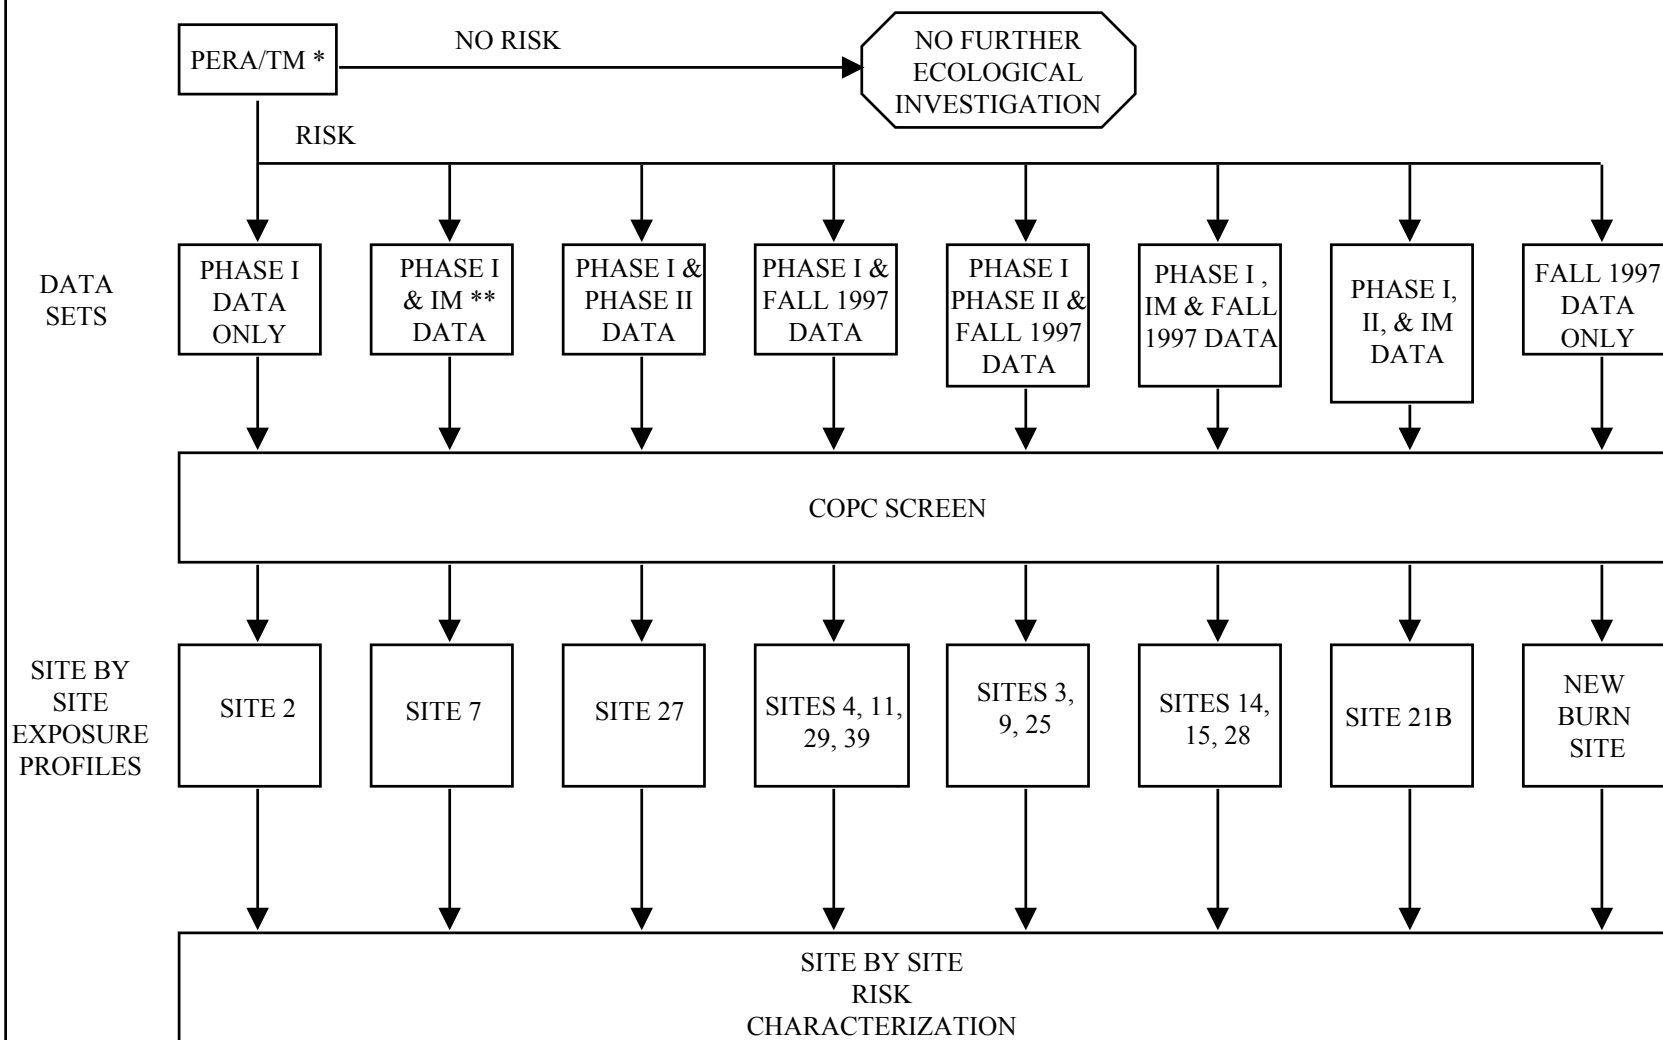 PERA/TM *
NO RISK
NO FURTHER
ECOLOGICAL
INVESTIGATION
RISK
DATA
SETS
PHASE I
DATA
ONLY
PHASE I
& IM **
DATA
PHASE I &
PHASE II
DATA
PHASE I &
FALL 1997
DATA
PHASE I
PHASE II &
FALL 1997
DATA
PHASE I ,
IM & FALL
1997 DATA
PHASE I,
II, & IM
DATA
FALL 1997
DATA
ONLY
COPC SCREEN
SITE BY
SITE
EXPOSURE
PROFILES
SITE 2
SITE 7
SITE 27
SITES 4, 11,
29, 39
SITES 3,
9, 25
SITES 14,
15, 28
SITE 21B
NEW
BURN
SITE
SITE BY SITE
RISK
CHARACTERIZATION